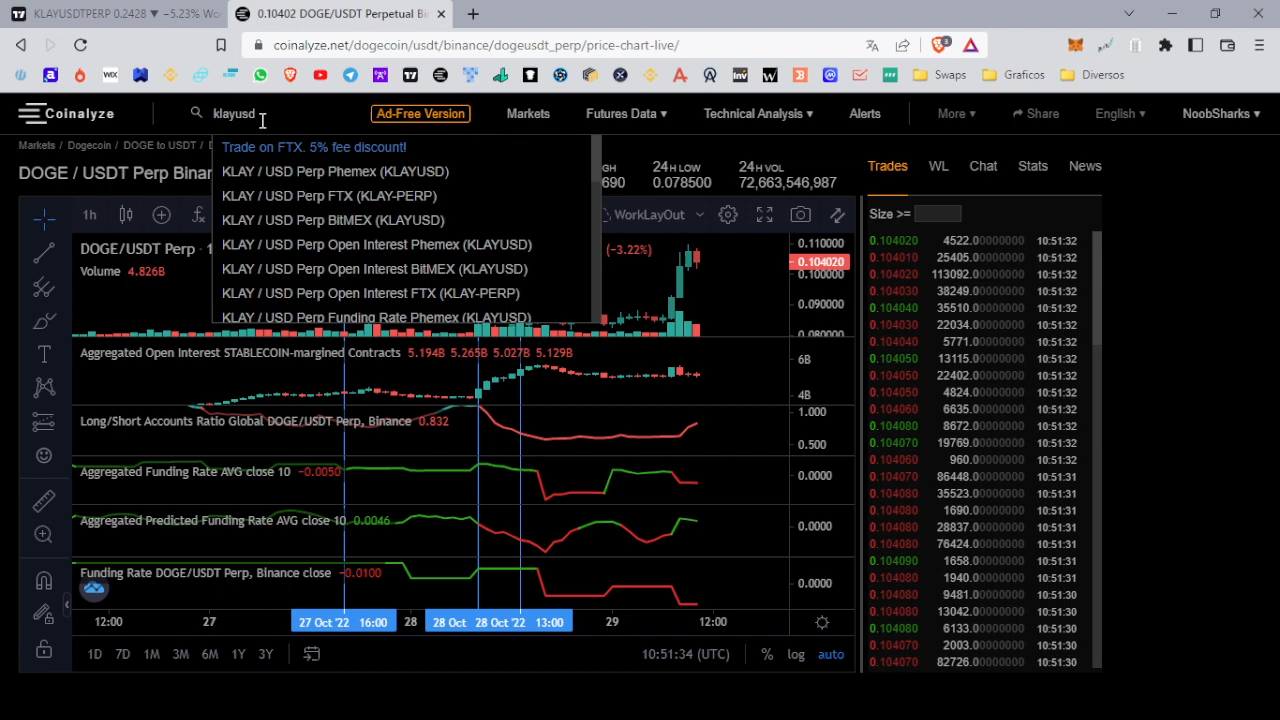 KLAYUSDTPERP 0.2428 ▼ −5.23% Wo
0.10402 DOGE/USDT Perpetual Bi
coinalyze.net/dogecoin/usdt/binance/dogeusdt_perp/price-chart-live/
Swaps
Graficos
Diversos
Coinalyze
klayusd
Ad-Free Version
Markets
Futures Data ▾
Technical Analysis ▾
Alerts
More ▾
Share
English ▾
NoobSharks ▾
Markets / Dogecoin / DOGE to USDT /
DOGE / USDT Perp Binan
Trade on FTX. 5% fee discount!
KLAY / USD Perp Phemex (KLAYUSD)
KLAY / USD Perp FTX (KLAY-PERP)
KLAY / USD Perp BitMEX (KLAYUSD)
KLAY / USD Perp Open Interest Phemex (KLAYUSD)
KLAY / USD Perp Open Interest BitMEX (KLAYUSD)
KLAY / USD Perp Open Interest FTX (KLAY-PERP)
KLAY / USD Perp Funding Rate Phemex (KLAYUSD)
GH
690
24H LOW
0.078500
24H VOL
72,663,546,987
1h
WorkLayOut
DOGE/USDT Perp · 1
(−3.22%)
Volume 4.826B
0.110000
0.104020
0.100000
0.090000
0.080000
Aggregated Open Interest STABLECOIN-margined Contracts 5.194B 5.265B 5.027B 5.129B
6B
4B
Long/Short Accounts Ratio Global DOGE/USDT Perp, Binance 0.832
1.000
0.500
Aggregated Funding Rate AVG close 10 −0.0050
0.0000
Aggregated Predicted Funding Rate AVG close 10 0.0046
0.0000
Funding Rate DOGE/USDT Perp, Binance close −0.0100
0.0000
12:00
27
27 Oct '22 16:00
28
28 Oct
28 Oct '22 13:00
29
12:00
1D 7D 1M 3M 6M 1Y 3Y
10:51:34 (UTC)
% log auto
Trades WL Chat Stats News
Size >=
0.104020 4522.00000000 10:51:32
0.104010 25405.00000000 10:51:32
0.104020 113092.0000000 10:51:32
0.104030 38249.00000000 10:51:32
0.104040 35510.00000000 10:51:32
0.104030 22034.00000000 10:51:32
0.104040 5771.00000000 10:51:32
0.104050 13115.00000000 10:51:32
0.104050 22402.00000000 10:51:32
0.104050 4824.00000000 10:51:32
0.104060 6635.00000000 10:51:32
0.104080 8672.00000000 10:51:32
0.104070 19769.00000000 10:51:32
0.104060 960.00000000 10:51:32
0.104070 86448.00000000 10:51:31
0.104080 35523.00000000 10:51:31
0.104080 1690.00000000 10:51:31
0.104080 28837.00000000 10:51:31
0.104080 76424.00000000 10:51:31
0.104090 1658.00000000 10:51:31
0.104080 1940.00000000 10:51:31
0.104080 9481.00000000 10:51:30
0.104080 13042.00000000 10:51:30
0.104080 6133.00000000 10:51:30
0.104070 2003.00000000 10:51:30
0.104070 82726.00000000 10:51:30